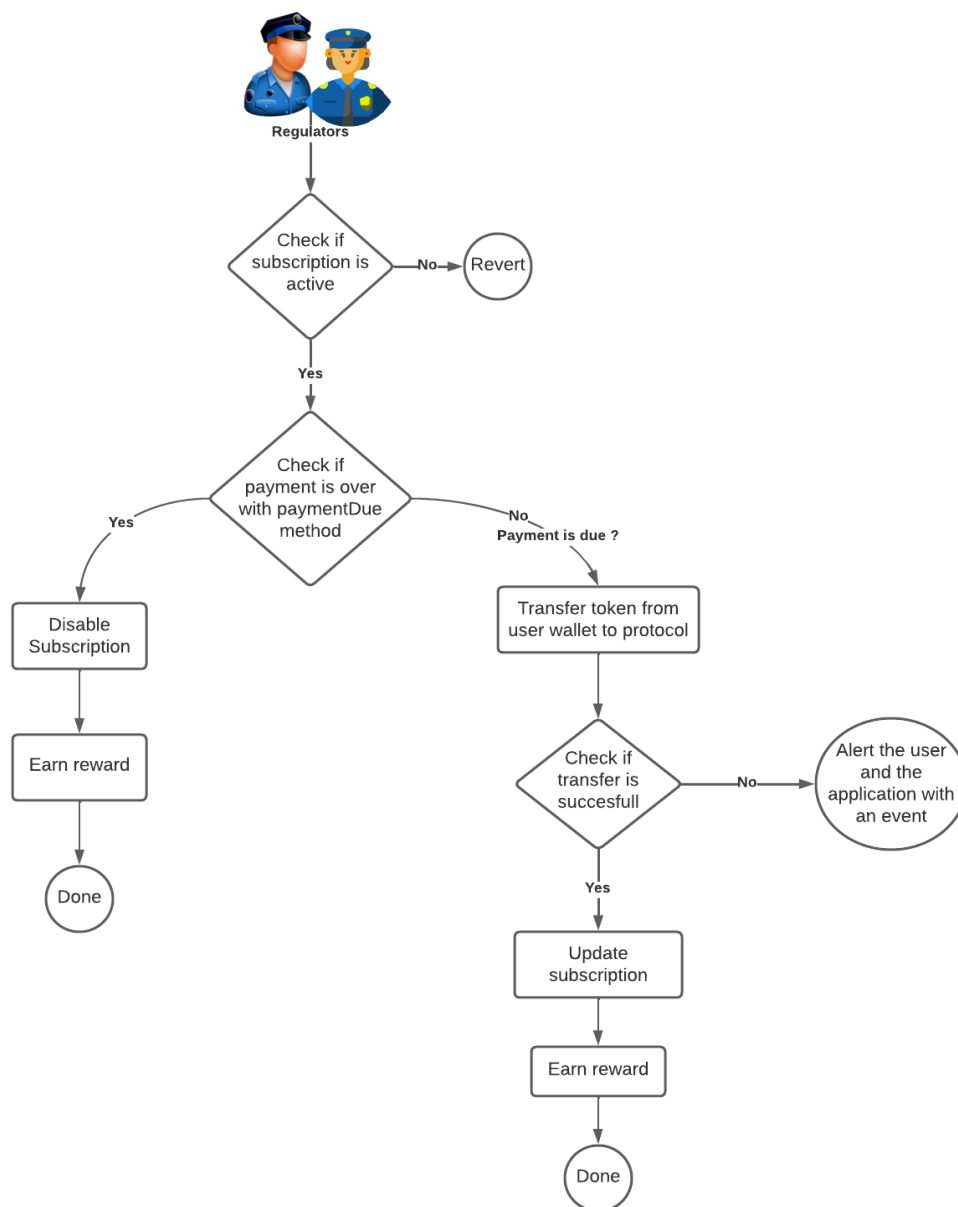 Regulators
Check if
subscription is
active
No
Revert
Yes
Check if
payment is over
with paymentDue
method
Yes
No
Payment is due ?
Disable
Subscription
Transfer token from
user wallet to protocol
Earn reward
Check if
transfer is
succesfull
No
Alert the user
and the
application with
an event
Done
Yes
Update
subscription
Earn reward
Done